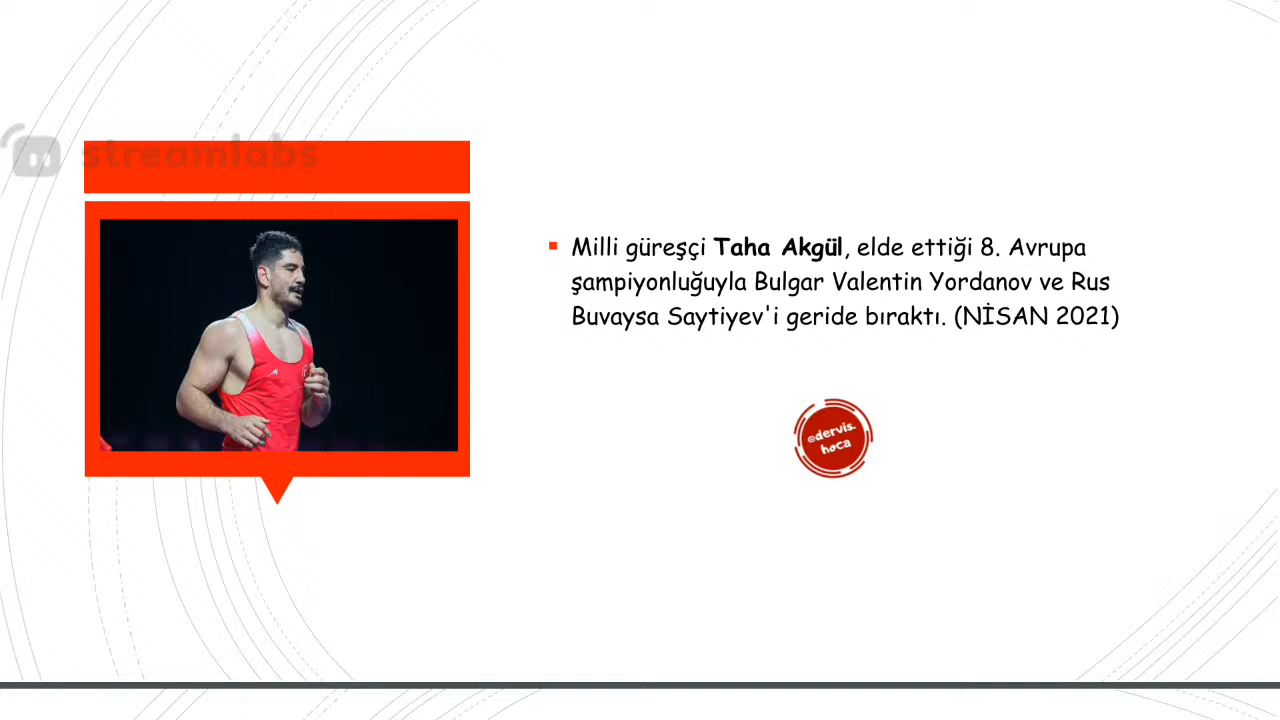 streamlabs
Milli güreşçi Taha Akgül, elde ettiği 8. Avrupa
şampiyonluğuyla Bulgar Valentin Yordanov ve Rus
Buvaysa Saytiyev'i geride bıraktı. (NİSAN 2021)
@dervis.
hoca